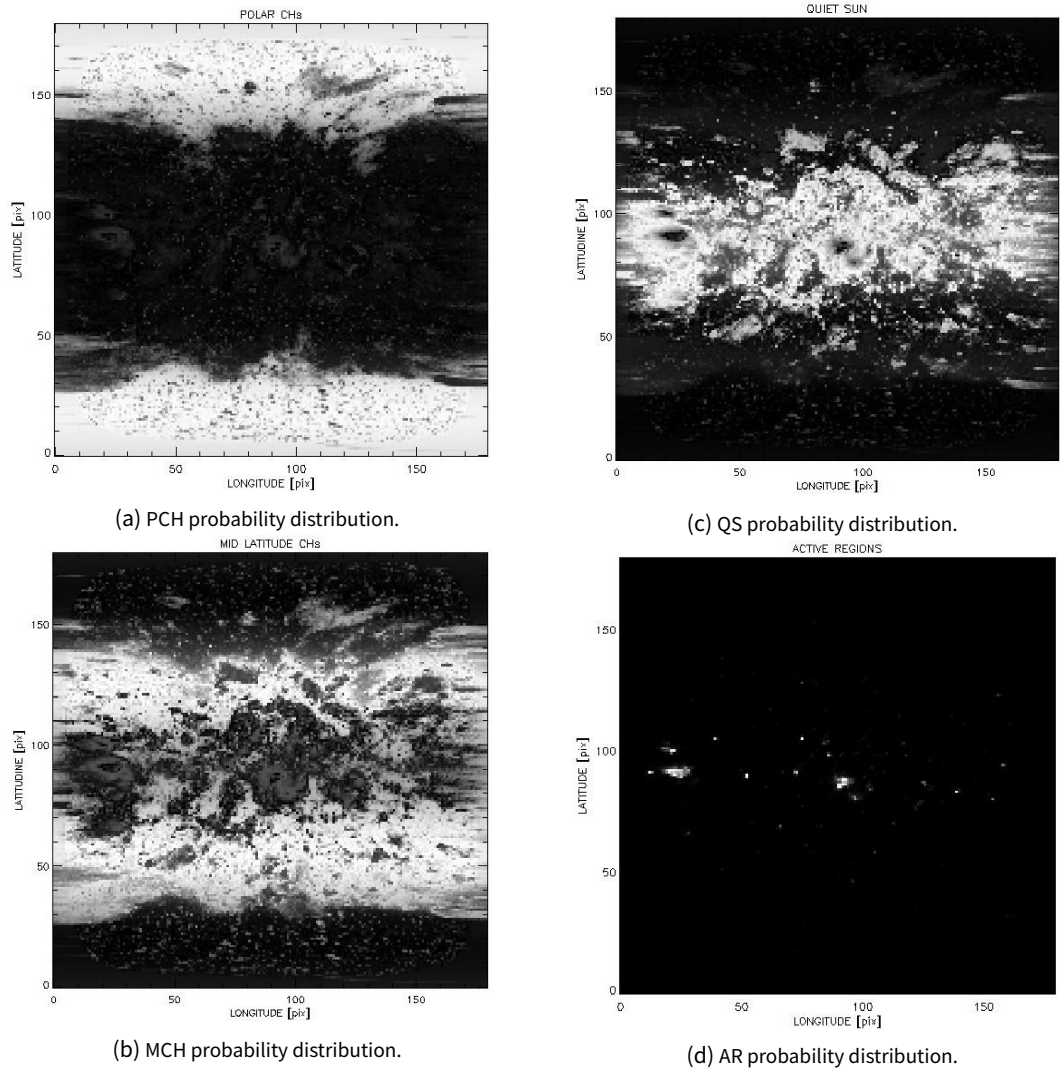 POLAR CHs
LATITUDE [pix]
150
100
50
0
0
50
100
150
LONGITUDE [pix]
(a) PCH probability distribution.
MID LATITUDE CHs
LATITUDINE [pix]
150
100
50
0
0
50
100
150
LONGITUDE [pix]
(b) MCH probability distribution.
QUIET SUN
LATITUDINE [pix]
150
100
50
0
0
50
100
150
LONGITUDE [pix]
(c) QS probability distribution.
ACTIVE REGIONS
LATITUDE [pix]
150
100
50
0
0
50
100
150
LONGITUDE [pix]
(d) AR probability distribution.